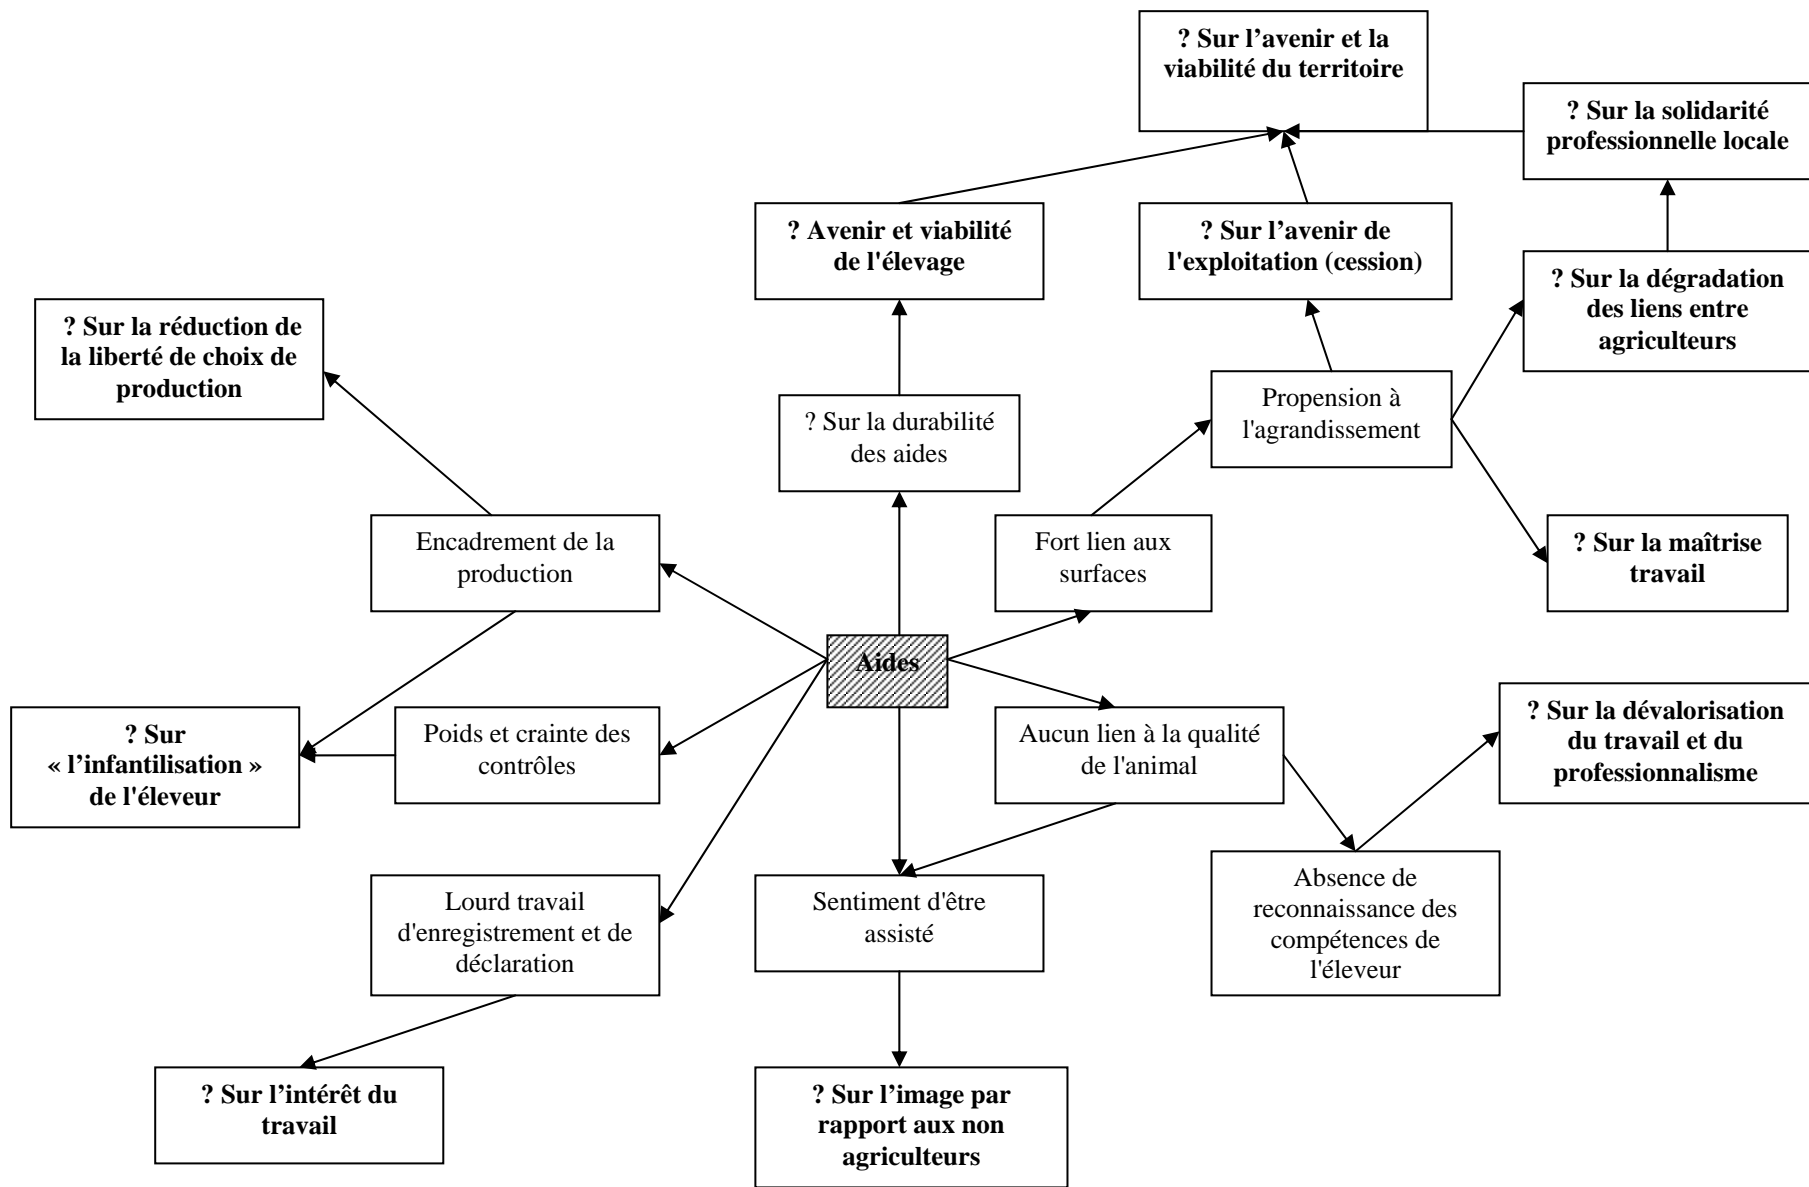 ? Sur l’avenir et la
viabilité du territoire
? Sur la solidarité
professionnelle locale
? Avenir et viabilité
de l'élevage
? Sur l’avenir de
l'exploitation (cession)
? Sur la dégradation
des liens entre
agriculteurs
? Sur la réduction de
la liberté de choix de
production
? Sur la durabilité
des aides
Propension à
l'agrandissement
Encadrement de la
production
Fort lien aux
surfaces
? Sur la maîtrise
travail
Aides
? Sur
« l’infantilisation »
de l'éleveur
Poids et crainte des
contrôles
Aucun lien à la qualité
de l'animal
? Sur la dévalorisation
du travail et du
professionnalisme
Lourd travail
d'enregistrement et de
déclaration
Sentiment d'être
assisté
Absence de
reconnaissance des
compétences de
l'éleveur
? Sur l’intérêt du
travail
? Sur l’image par
rapport aux non
agriculteurs